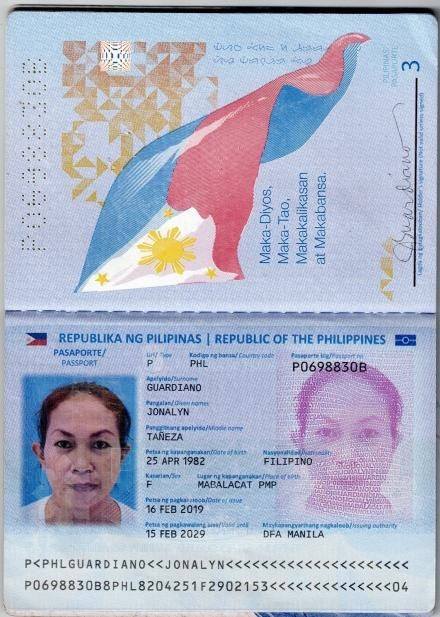 P0698830B
PILIPINAS
PASAPORTE
3
Maka-Diyos,
Maka-Tao,
Makakalikasan
at Makabansa.
Guardiano
REPUBLIKA NG PILIPINAS | REPUBLIC OF THE PHILIPPINES
PASAPORTE/
PASSPORT
Uri/Type
Kodigo ng bansa/Country code
Pasaporte blg/Passport no
P
PHL
P0698830B
Apelyido/Surname
GUARDIANO
Pangalan/Given names
JONALYN
Panggitnang apelyido/Middle name
TAÑEZA
Petsa ng kapanganakan/Date of birth
Nasyonalidad/Nationality
25 APR 1982
FILIPINO
Kasarian/Sex
Lugar ng kapanganakan/Place of birth
F
MABALACAT PMP
Petsa ng pagkakaloob/Date of issue
16 FEB 2019
Petsa ng pagkawalang bisa/Valid until
Maykapangyarihang nagkaloob/Issuing authority
15 FEB 2029
DFA MANILA
P<PHLGUARDIANO<<JONALYN<<<<<<<<<<<<<<<<<<<<<
P0698830B8PHL8204251F2902153<<<<<<<<<<<<<<04